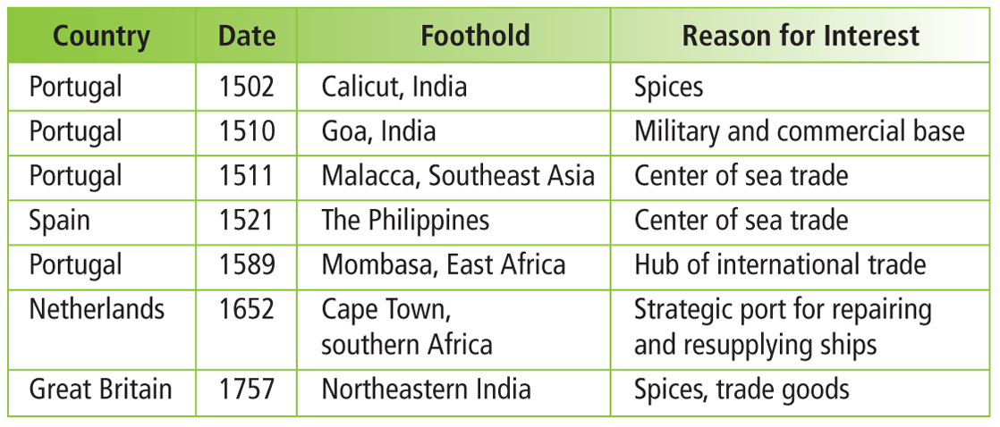 Country Date Foothold Reason for Interest
Portugal 1502 Calicut, India Spices
Portugal 1510 Goa, India Military and commercial base
Portugal 1511 Malacca, Southeast Asia Center of sea trade
Spain 1521 The Philippines Center of sea trade
Portugal 1589 Mombasa, East Africa Hub of international trade
Netherlands 1652 Cape Town, Strategic port for repairing
southern Africa and resupplying ships
Great Britain 1757 Northeastern India Spices, trade goods